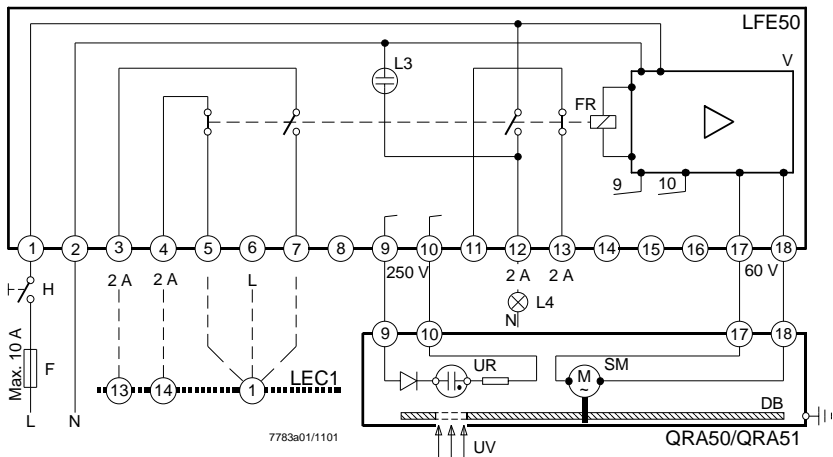 LFE50
L3
V
FR
9 10
1 2 3 4 5 6 7 8 9 10 11 12 13 14 15 16 17 18
H
2 A 2 A L 250 V 2 A 2 A 60 V
L4
N
Max. 10 A
F
9 10 17 18
LEC1
13 14 1
UR
M
~
SM
DB
L N
7783a01/1101
UV
QRA50/QRA51